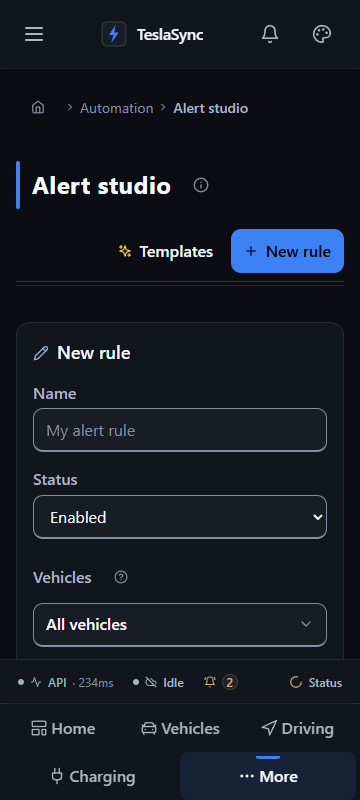 TeslaSync
Automation Alert studio
Alert studio
Templates + New rule
New rule
Name
My alert rule
Status
Enabled
Vehicles
All vehicles
API · 234ms Idle 2 Status
Home Vehicles Driving
Charging More